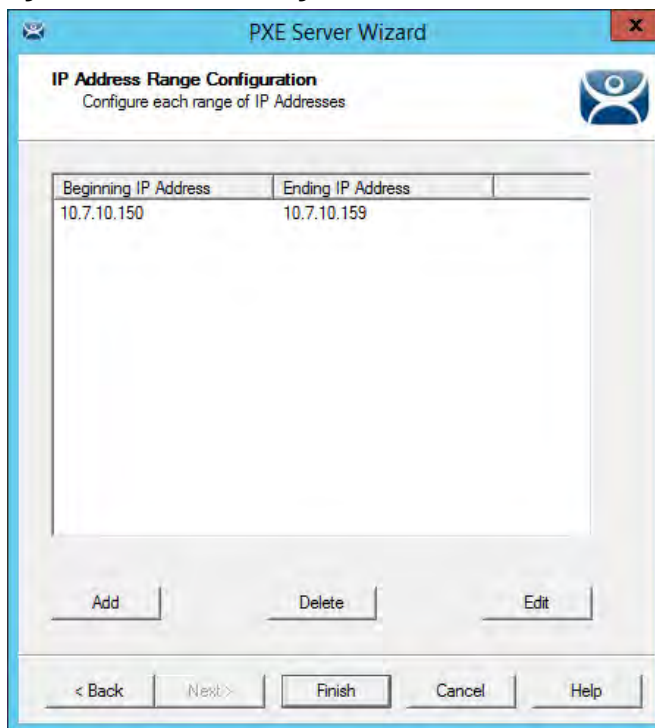 PXE Server Wizard
x
IP Address Range Configuration
Configure each range of IP Addresses
Beginning IP Address Ending IP Address
10.7.10.150 10.7.10.159
Add Delete Edit
< Back Next > Finish Cancel Help